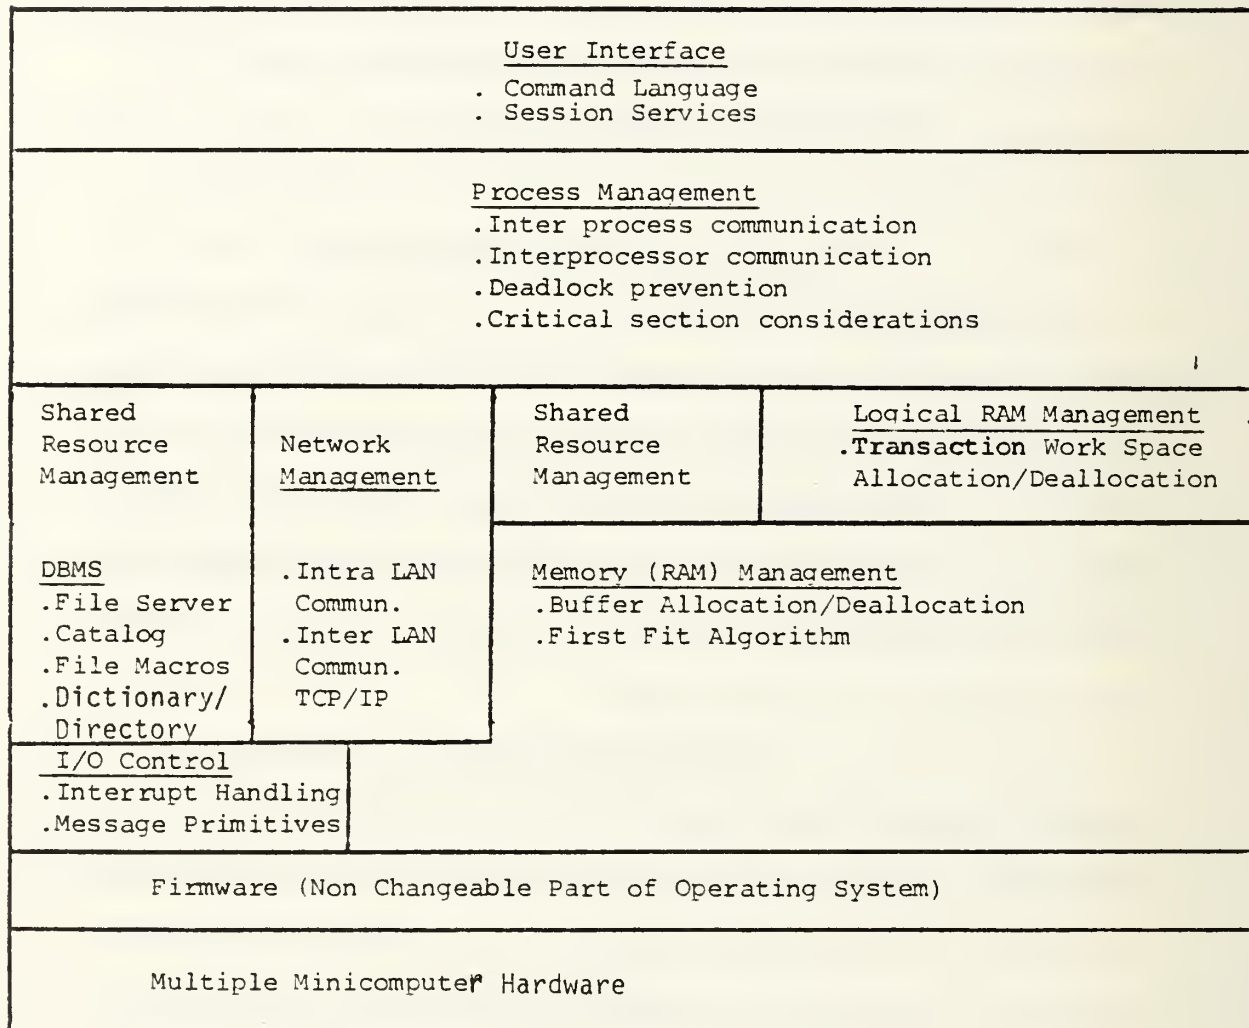 User Interface
. Command Language
. Session Services
Process Management
.Inter process communication
.Interprocessor communication
.Deadlock prevention
.Critical section considerations
Shared
Resource
Management
DBMS
.File Server
.Catalog
.File Macros
.Dictionary/
Directory
Network
Management
.Intra LAN
Commun.
.Inter LAN
Commun.
TCP/IP
Shared
Resource
Management
Logical RAM Management
.Transaction Work Space
Allocation/Deallocation
Memory (RAM) Management
.Buffer Allocation/Deallocation
.First Fit Algorithm
I/O Control
.Interrupt Handling
.Message Primitives
Firmware (Non Changeable Part of Operating System)
Multiple Minicomputer Hardware